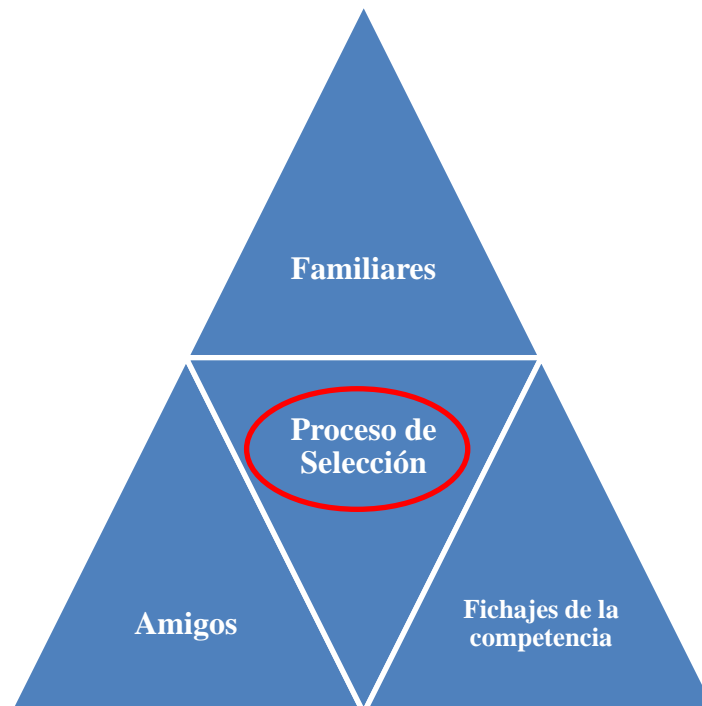 Familiares
Proceso de
Selección
Amigos
Fichajes de la
competencia